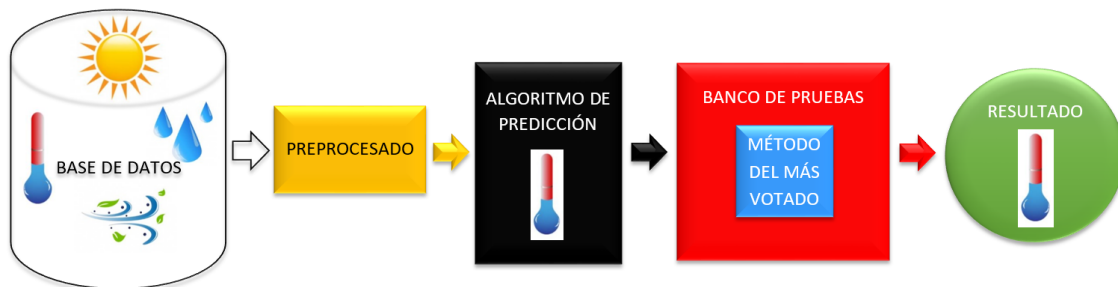 BASE DE DATOS
PREPROCESADO
ALGORITMO DE
PREDICCIÓN
BANCO DE PRUEBAS
MÉTODO
DEL MÁS
VOTADO
RESULTADO